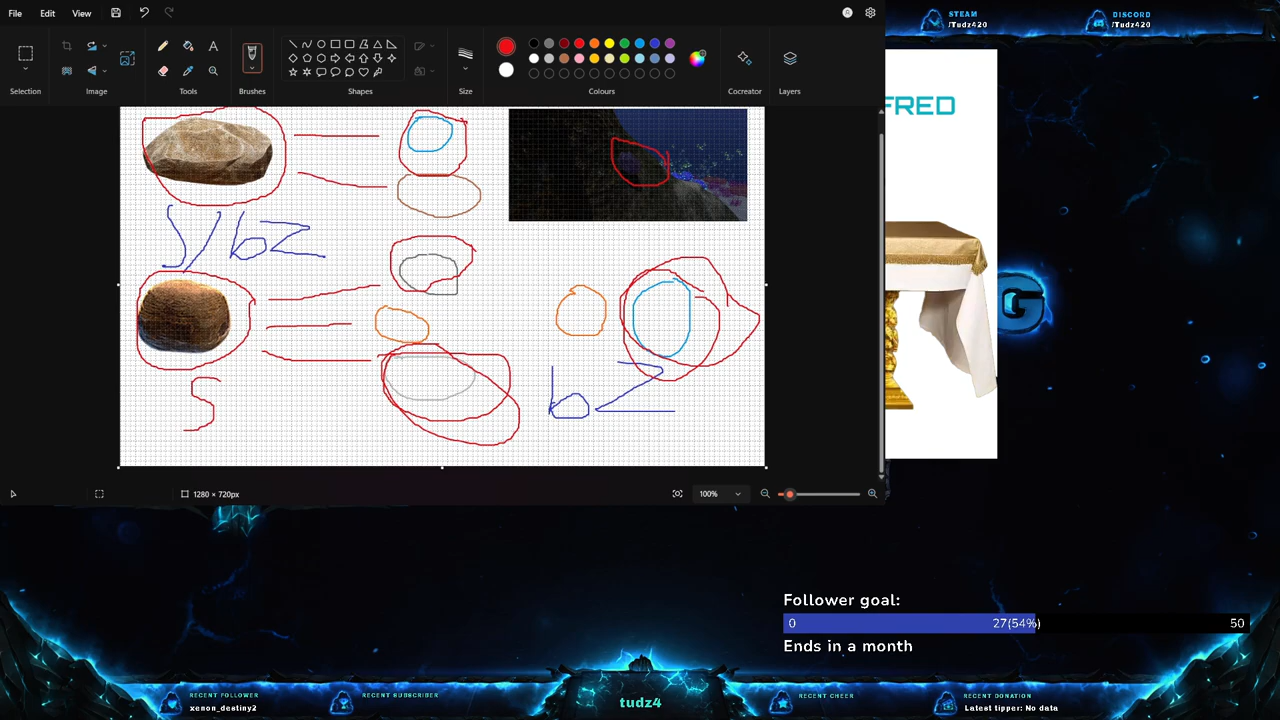 File Edit View
STEAM
/Tudz420
DISCORD
/Tudz420
Selection
Image
Tools
Brushes
Shapes
Size
Colours
Cocreator
Layers
FRED
y/bz
S
bz
G
1280 × 720px
100%
Follower goal:
0 27(54%) 50
Ends in a month
RECENT FOLLOWER
xenon_destiny2
RECENT SUBSCRIBER
tudz4
RECENT CHEER
RECENT DONATION
Latest tipper: No data